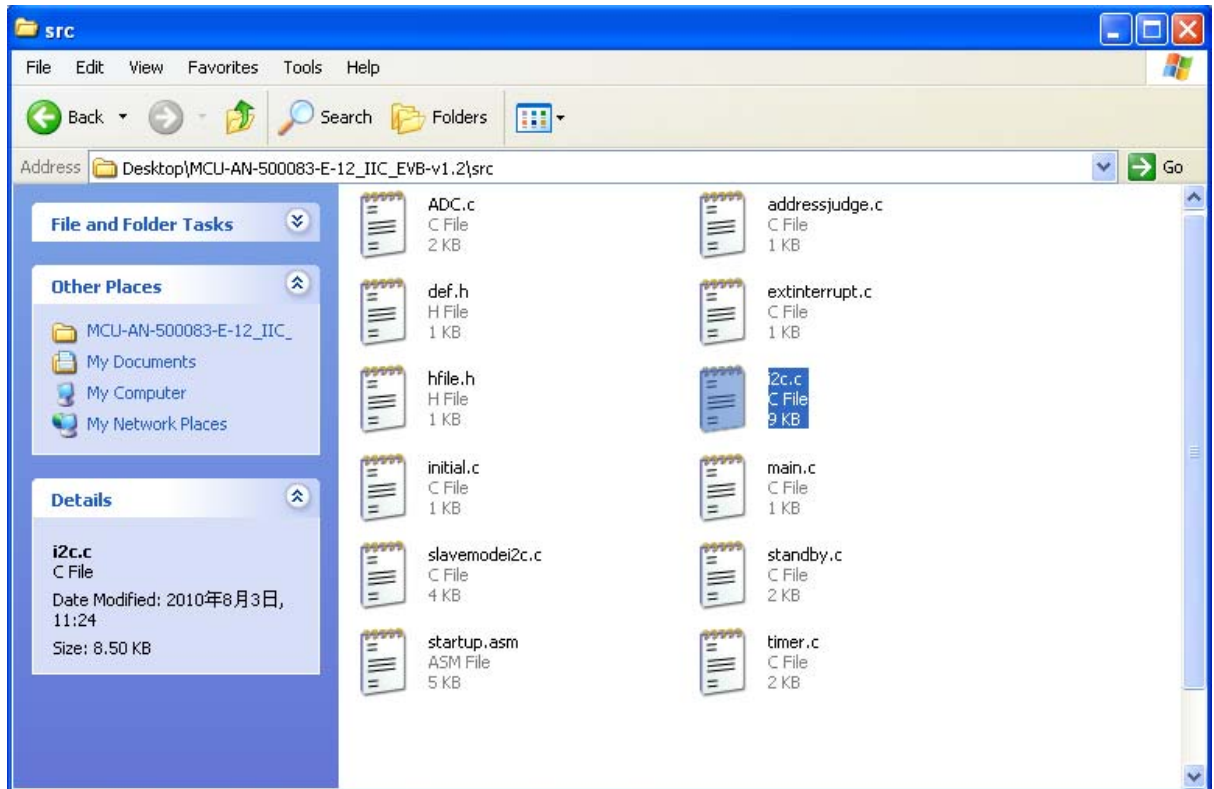 src
File Edit View Favorites Tools Help
Back Search Folders
Address Desktop\MCU-AN-500083-E-12_IIC_EVB-v1.2\src Go
File and Folder Tasks
Other Places
MCU-AN-500083-E-12_IIC_
My Documents
My Computer
My Network Places
Details
i2c.c
C File
Date Modified: 2010年8月3日,
11:24
Size: 8.50 KB
ADC.c
C File
2 KB
addressjudge.c
C File
1 KB
def.h
H File
1 KB
extinterrupt.c
C File
1 KB
hfile.h
H File
1 KB
i2c.c
C File
9 KB
initial.c
C File
1 KB
main.c
C File
1 KB
slavemodei2c.c
C File
4 KB
standby.c
C File
2 KB
startup.asm
ASM File
5 KB
timer.c
C File
2 KB